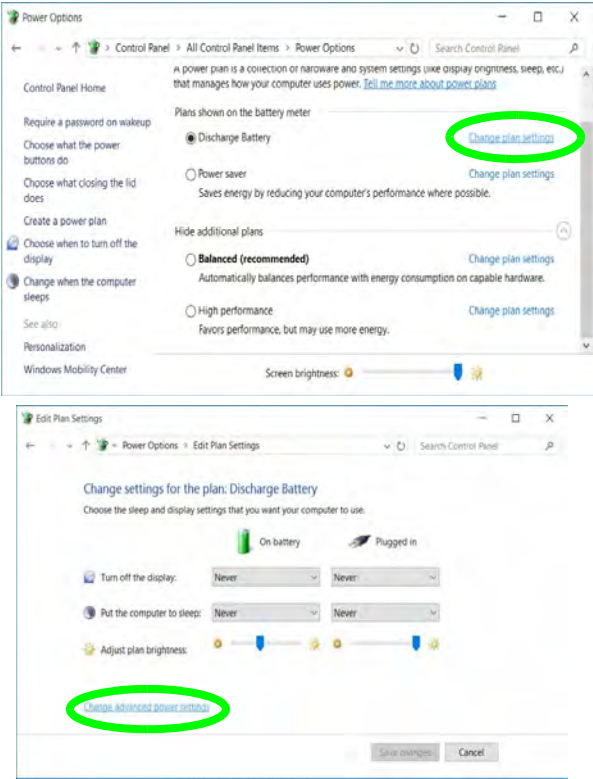 Power Options
Control Panel > All Control Panel Items > Power Options
Search Control Panel
Control Panel Home
Require a password on wakeup
Choose what the power
buttons do
Choose what closing the lid
does
Create a power plan
Choose when to turn off the
display
Change when the computer
sleeps
See also
Personalization
Windows Mobility Center
A power plan is a collection of hardware and system settings (like display brightness, sleep, etc.)
that manages how your computer uses power. Tell me more about power plans
Plans shown on the battery meter
Discharge Battery Change plan settings
Power saver Change plan settings
Saves energy by reducing your computer's performance where possible.
Hide additional plans
Balanced (recommended) Change plan settings
Automatically balances performance with energy consumption on capable hardware.
High performance Change plan settings
Favors performance, but may use more energy.
Screen brightness:
Edit Plan Settings
Power Options > Edit Plan Settings
Search Control Panel
Change settings for the plan: Discharge Battery
Choose the sleep and display settings that you want your computer to use.
On battery Plugged in
Turn off the display: Never Never
Put the computer to sleep: Never Never
Adjust plan brightness:
Change advanced power settings
Save changes Cancel